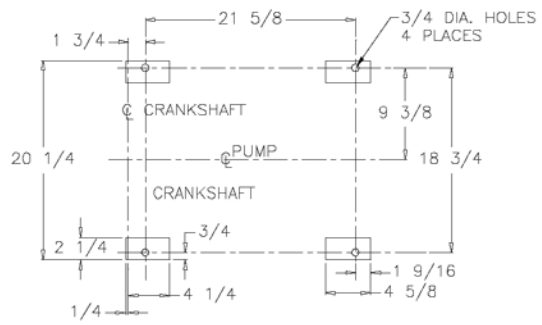 21 5/8
3/4 DIA. HOLES
4 PLACES
1 3/4
℄ CRANKSHAFT
9 3/8
20 1/4
℄ PUMP
18 3/4
CRANKSHAFT
2 1/4
3/4
1 9/16
1/4
4 1/4
4 5/8